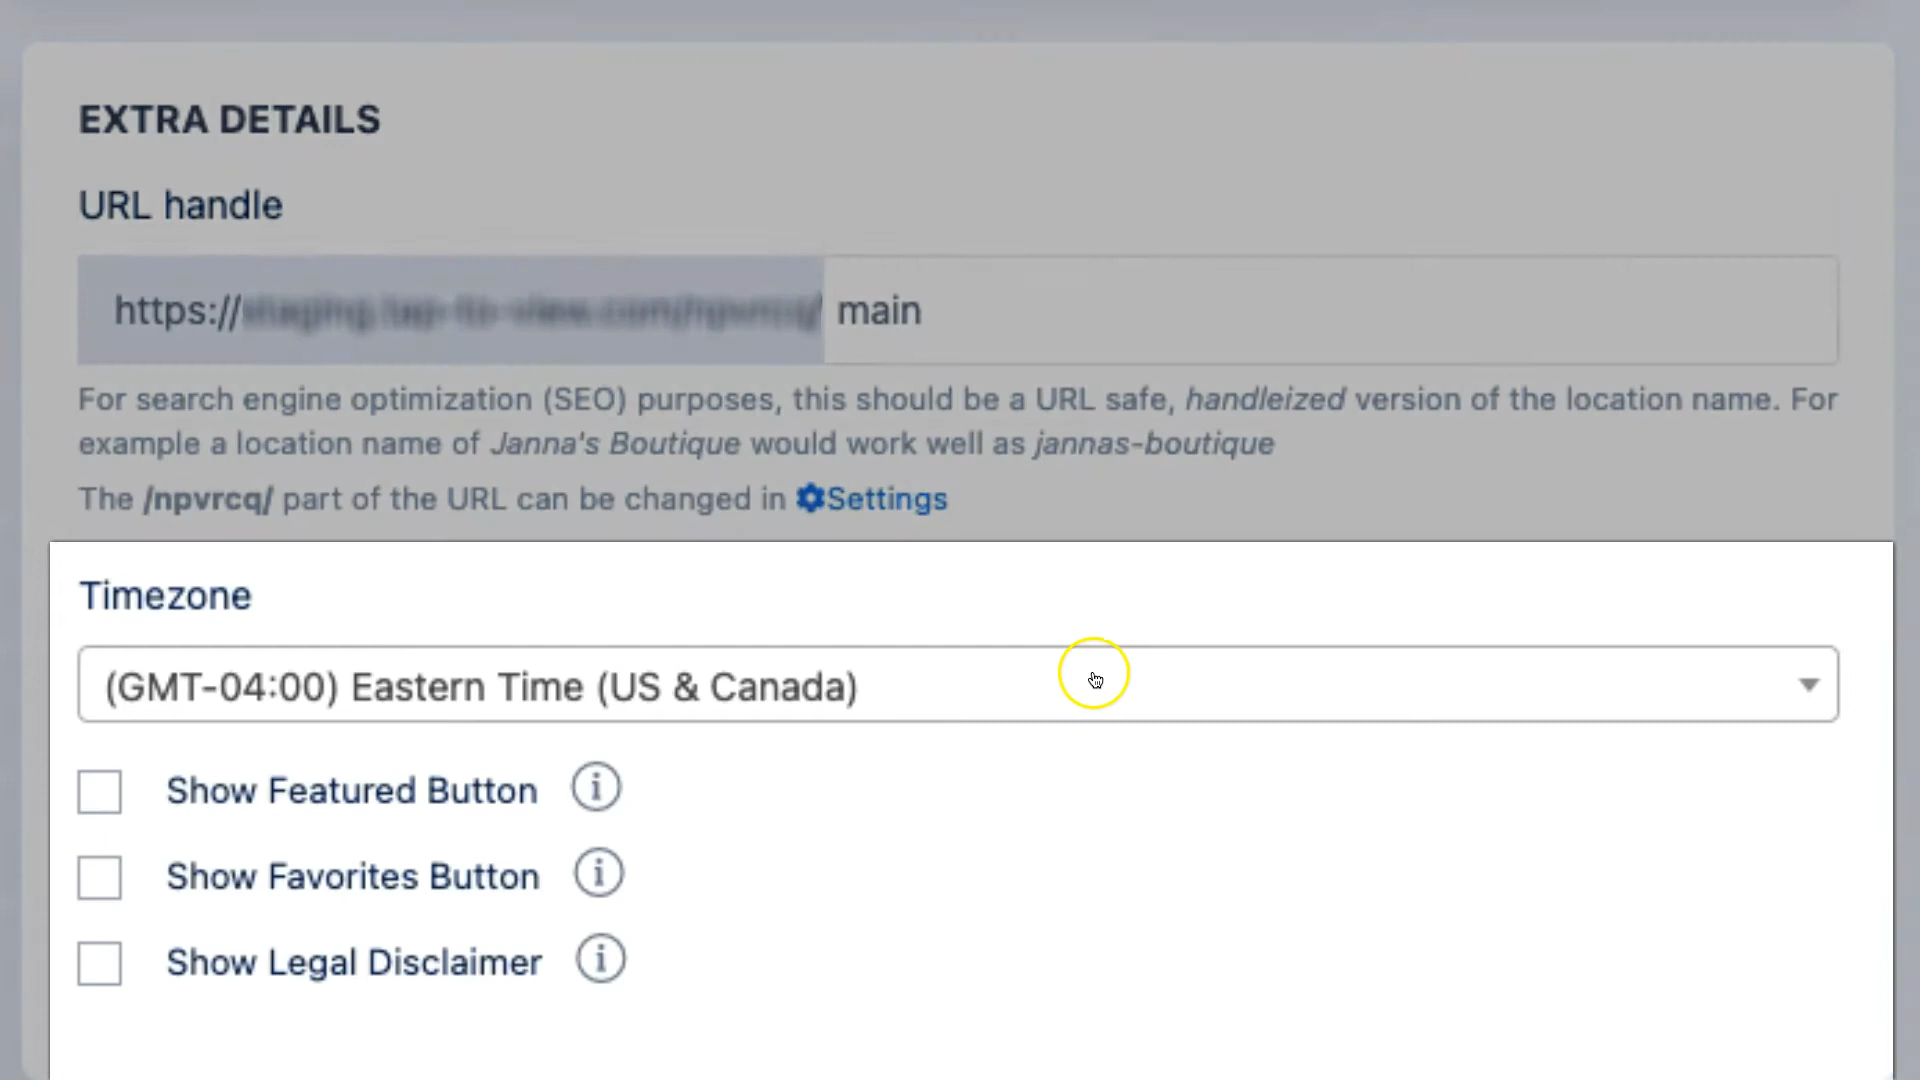 EXTRA DETAILS
URL handle
https:// main
For search engine optimization (SEO) purposes, this should be a URL safe, handleized version of the location name. For
example a location name of Janna's Boutique would work well as jannas-boutique
The /npvrcq/ part of the URL can be changed in Settings
Timezone
(GMT-04:00) Eastern Time (US & Canada)
Show Featured Button
Show Favorites Button
Show Legal Disclaimer